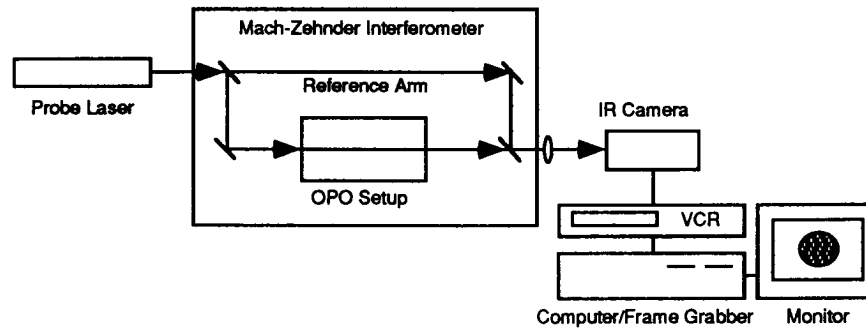 Mach-Zehnder Interferometer
Reference Arm
Probe Laser
IR Camera
OPO Setup
VCR
Computer/Frame Grabber
Monitor